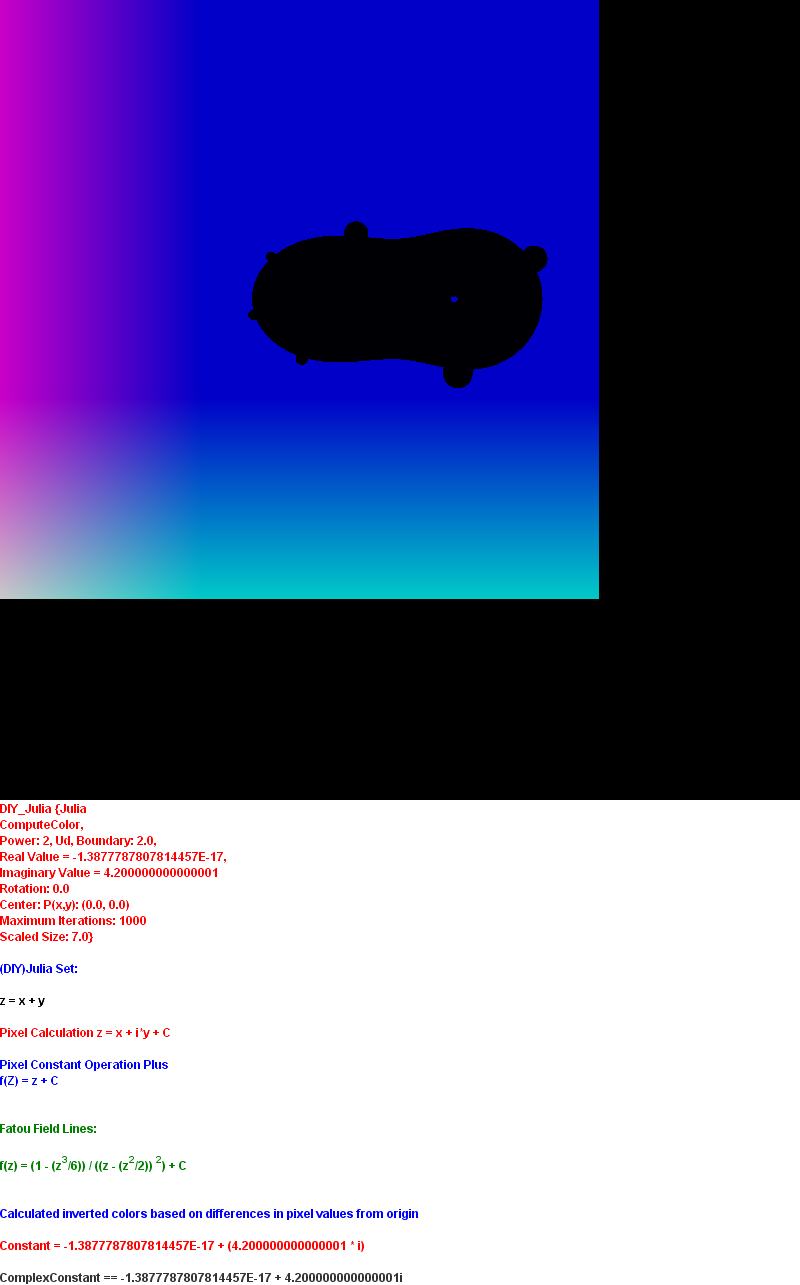 DIY_Julia {Julia
ComputeColor,
Power: 2, Ud, Boundary: 2.0,
Real Value = -1.3877787807814457E-17,
Imaginary Value = 4.200000000000001
Rotation: 0.0
Center: P(x,y): (0.0, 0.0)
Maximum Iterations: 1000
Scaled Size: 7.0}
(DIY)Julia Set:
z = x + y
Pixel Calculation z = x + i*y + C
Pixel Constant Operation Plus
f(Z) = z + C
Fatou Field Lines:
f(z) = (1 - (z^3/6)) / ((z - (z^2/2)) ^2) + C
Calculated inverted colors based on differences in pixel values from origin
Constant = -1.3877787807814457E-17 + (4.200000000000001 * i)
ComplexConstant == -1.3877787807814457E-17 + 4.200000000000001i